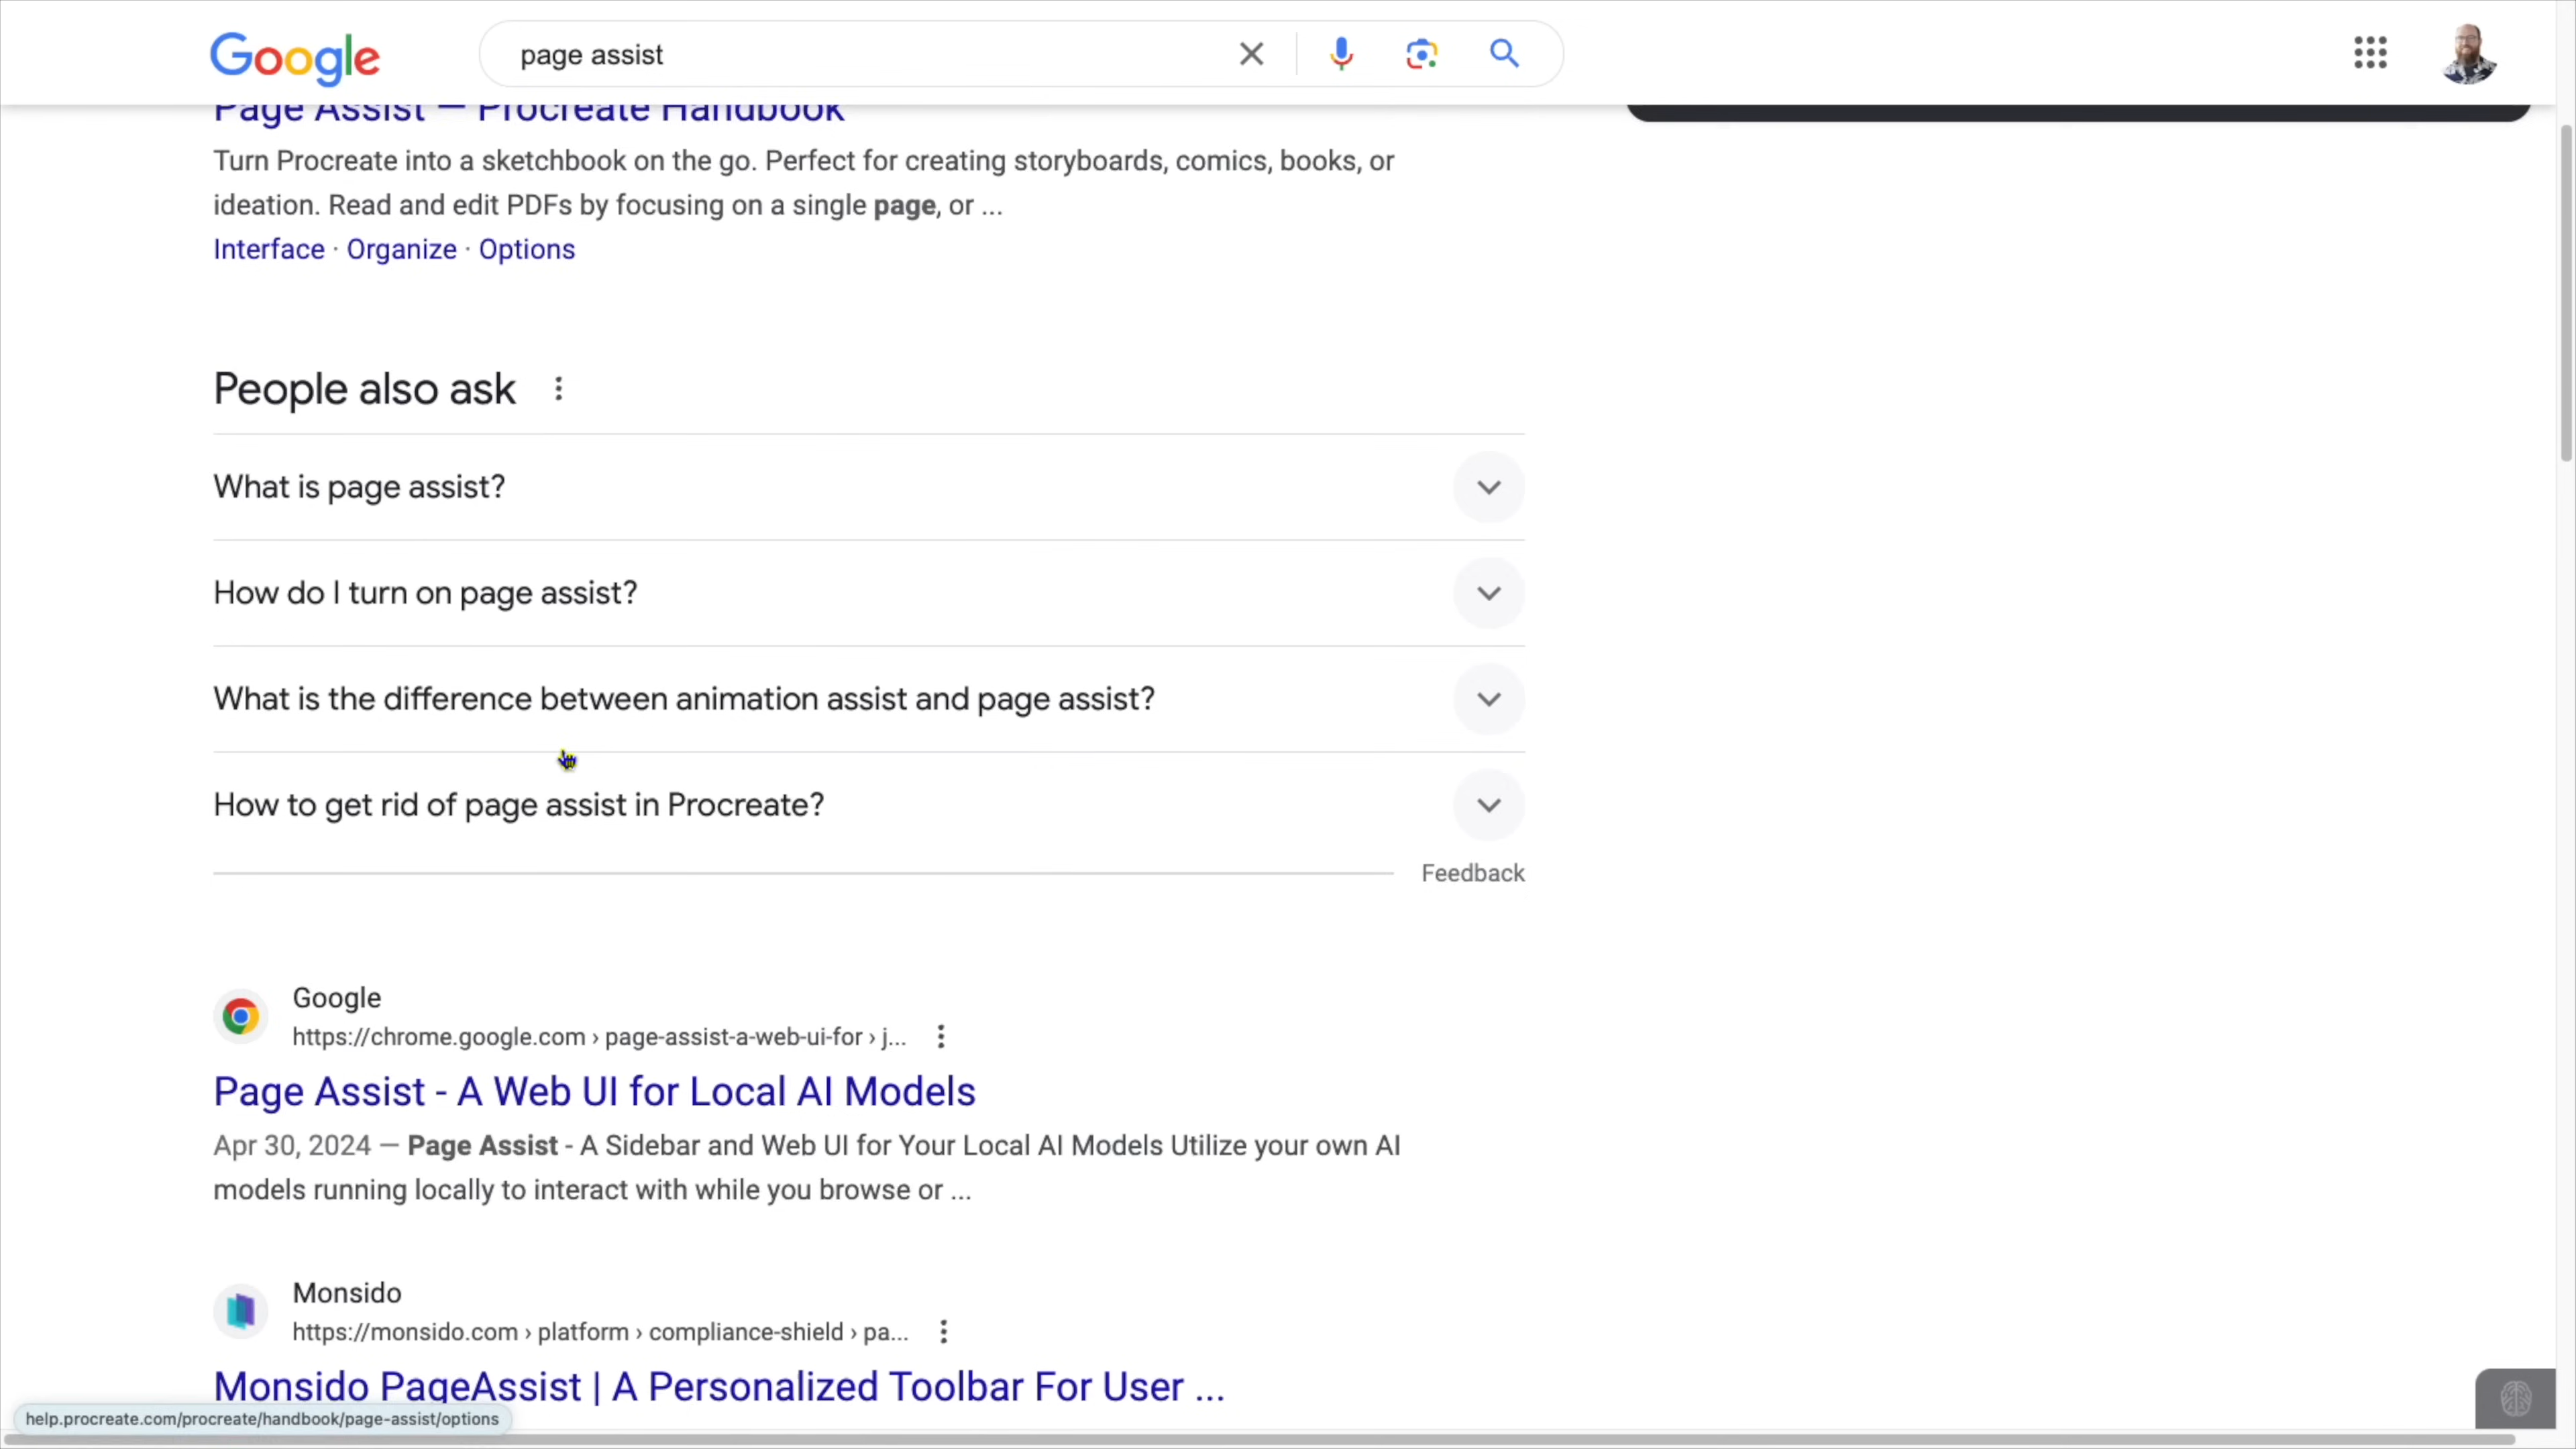 Google
page assist
Page Assist — Procreate Handbook
Turn Procreate into a sketchbook on the go. Perfect for creating storyboards, comics, books, or
ideation. Read and edit PDFs by focusing on a single page, or ...
Interface · Organize · Options
People also ask
What is page assist?
How do I turn on page assist?
What is the difference between animation assist and page assist?
How to get rid of page assist in Procreate?
Feedback
Google
https://chrome.google.com › page-assist-a-web-ui-for › j...
Page Assist - A Web UI for Local AI Models
Apr 30, 2024 — Page Assist - A Sidebar and Web UI for Your Local AI Models Utilize your own AI
models running locally to interact with while you browse or ...
Monsido
https://monsido.com › platform › compliance-shield › pa...
Monsido PageAssist | A Personalized Toolbar For User ...
help.procreate.com/procreate/handbook/page-assist/options